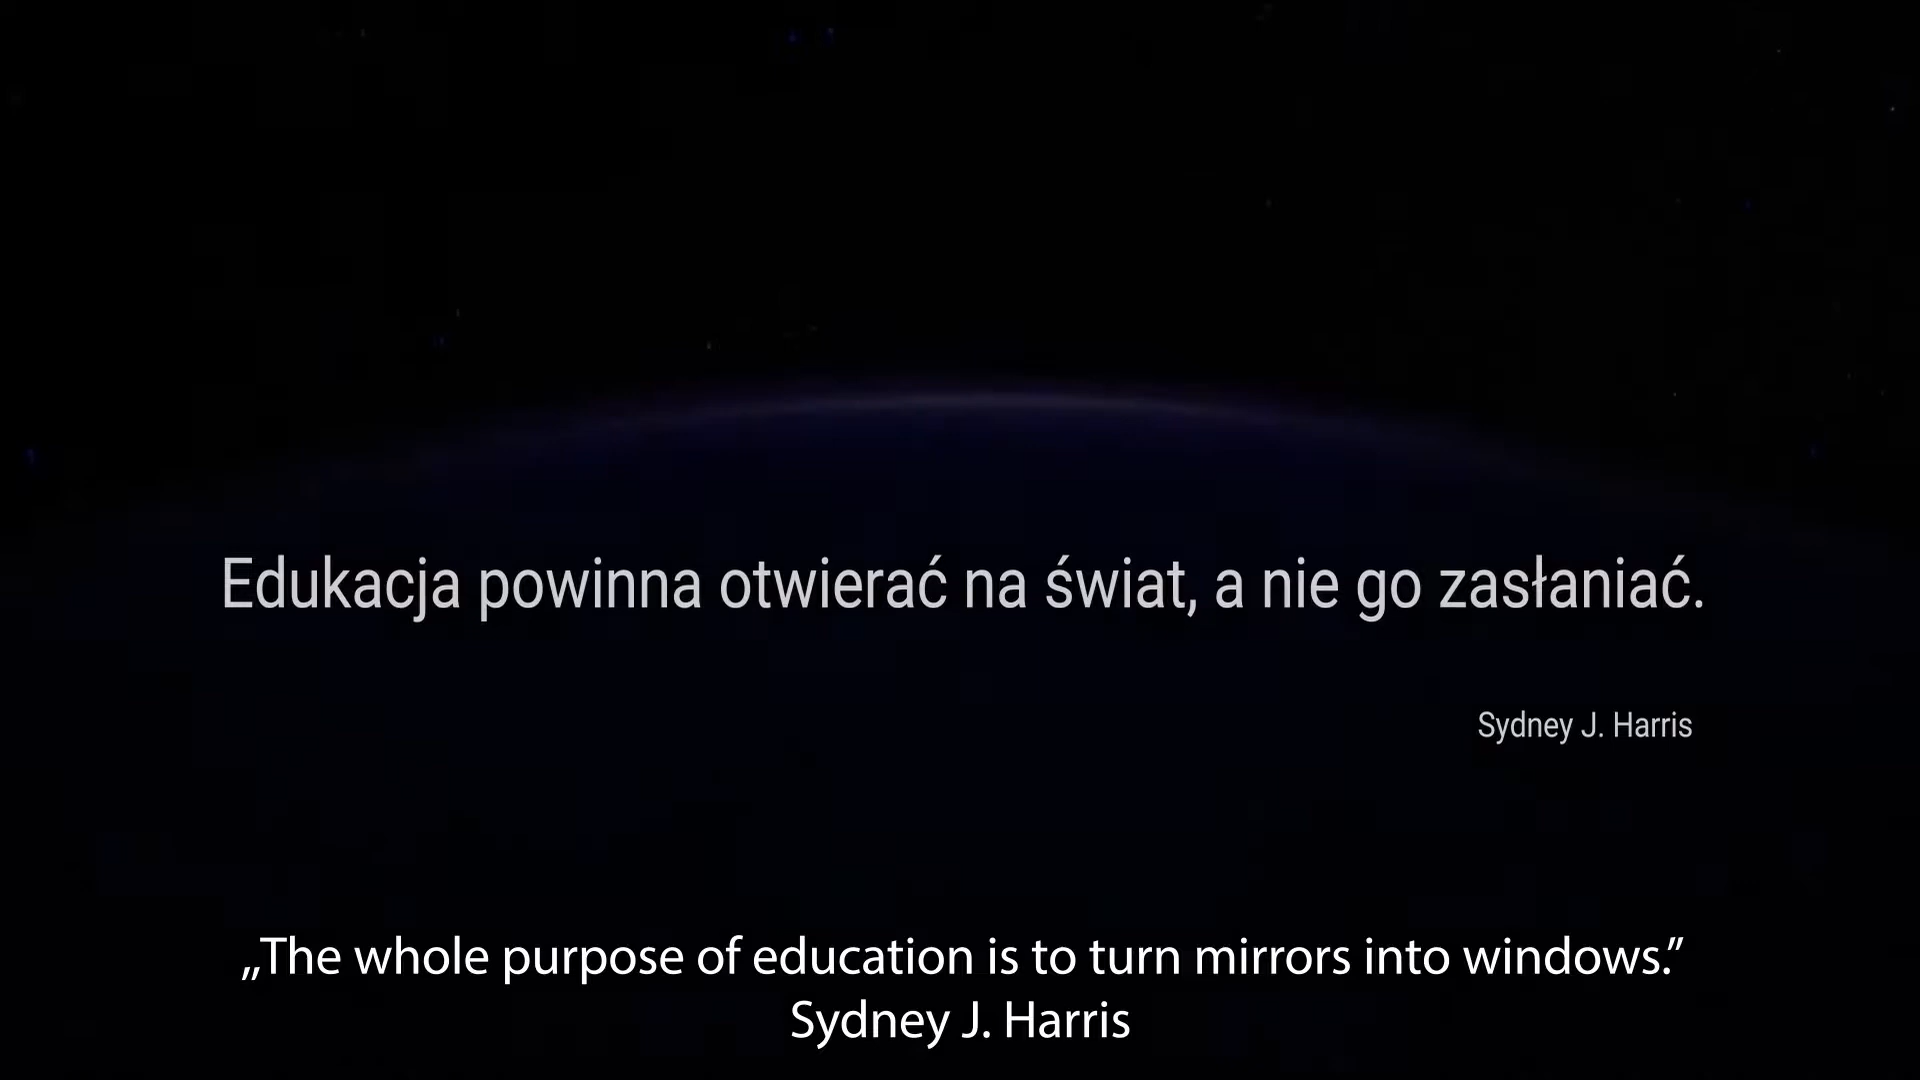 Edukacja powinna otwierać na świat, a nie go zasłaniać.
Sydney J. Harris
„The whole purpose of education is to turn mirrors into windows.”
Sydney J. Harris